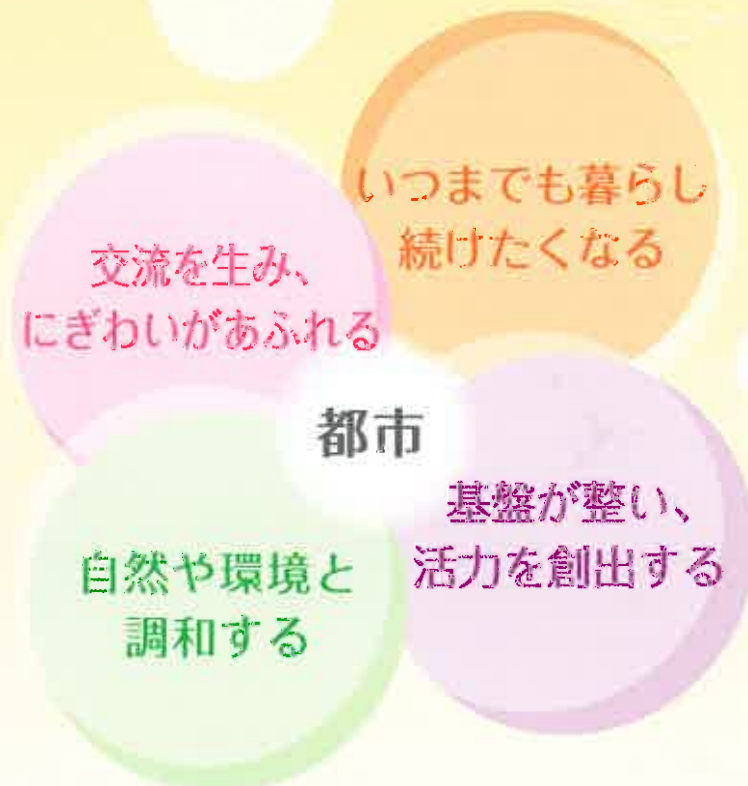 いつまでも暮らし
続けたくなる
交流を生み、
にぎわいがあふれる
都市
基盤が整い、
活力を創出する
自然や環境と
調和する